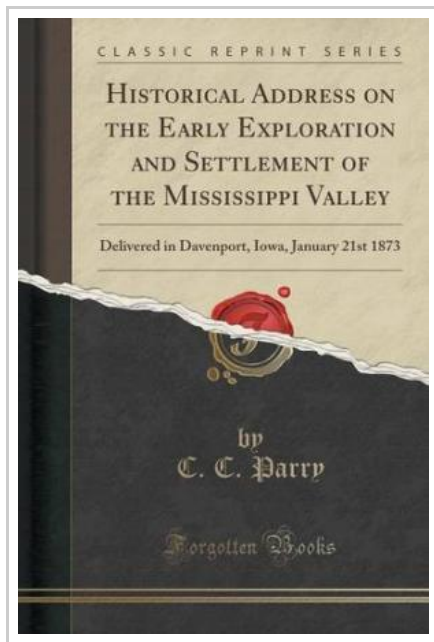 CLASSIC REPRINT SERIES
HISTORICAL ADDRESS ON
THE EARLY EXPLORATION
AND SETTLEMENT OF
THE MISSISSIPPI VALLEY
Delivered in Davenport, Iowa, January 21st 1873
by
C. C. Parry
Forgotten Books